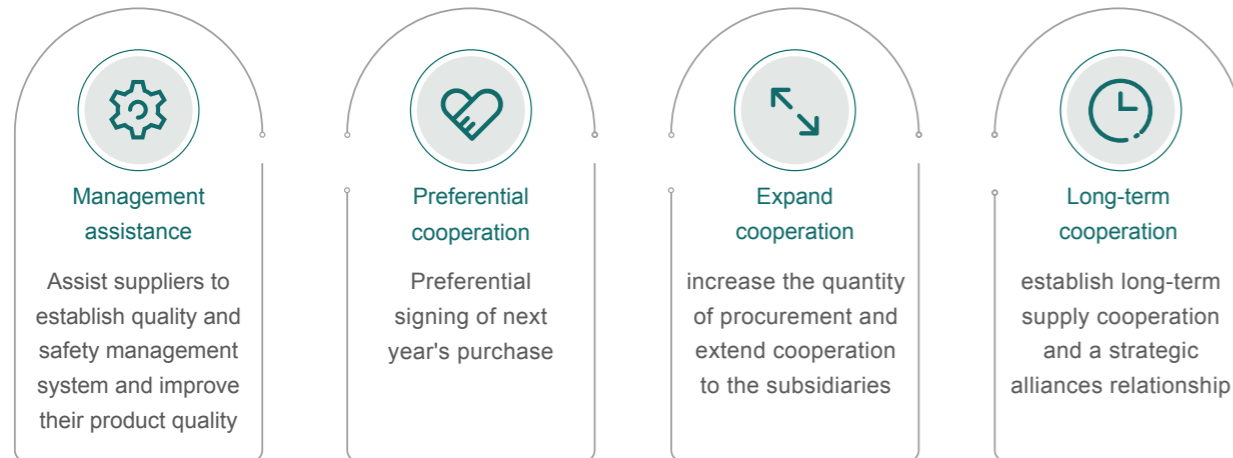 Management
assistance
Assist suppliers to
establish quality and
safety management
system and improve
their product quality
Preferential
cooperation
Preferential
signing of next
year's purchase
Expand
cooperation
increase the quantity
of procurement and
extend cooperation
to the subsidiaries
Long-term
cooperation
establish long-term
supply cooperation
and a strategic
alliances relationship